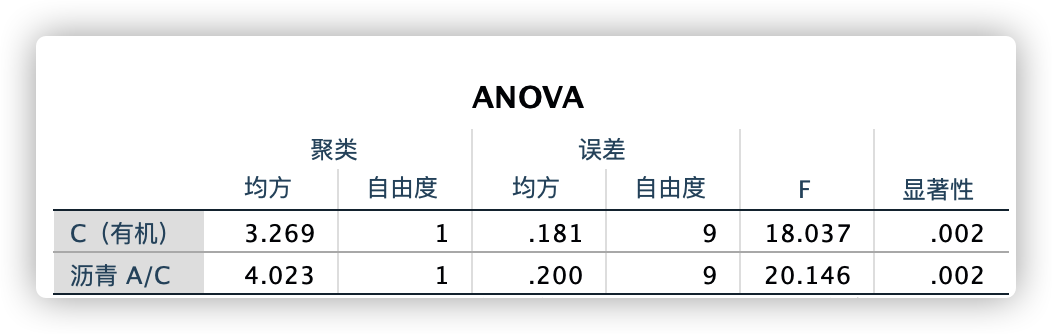 ANOVA
聚类 误差
均方 自由度 均方 自由度 F 显著性
C（有机） 3.269 1 .181 9 18.037 .002
沥青 A/C 4.023 1 .200 9 20.146 .002